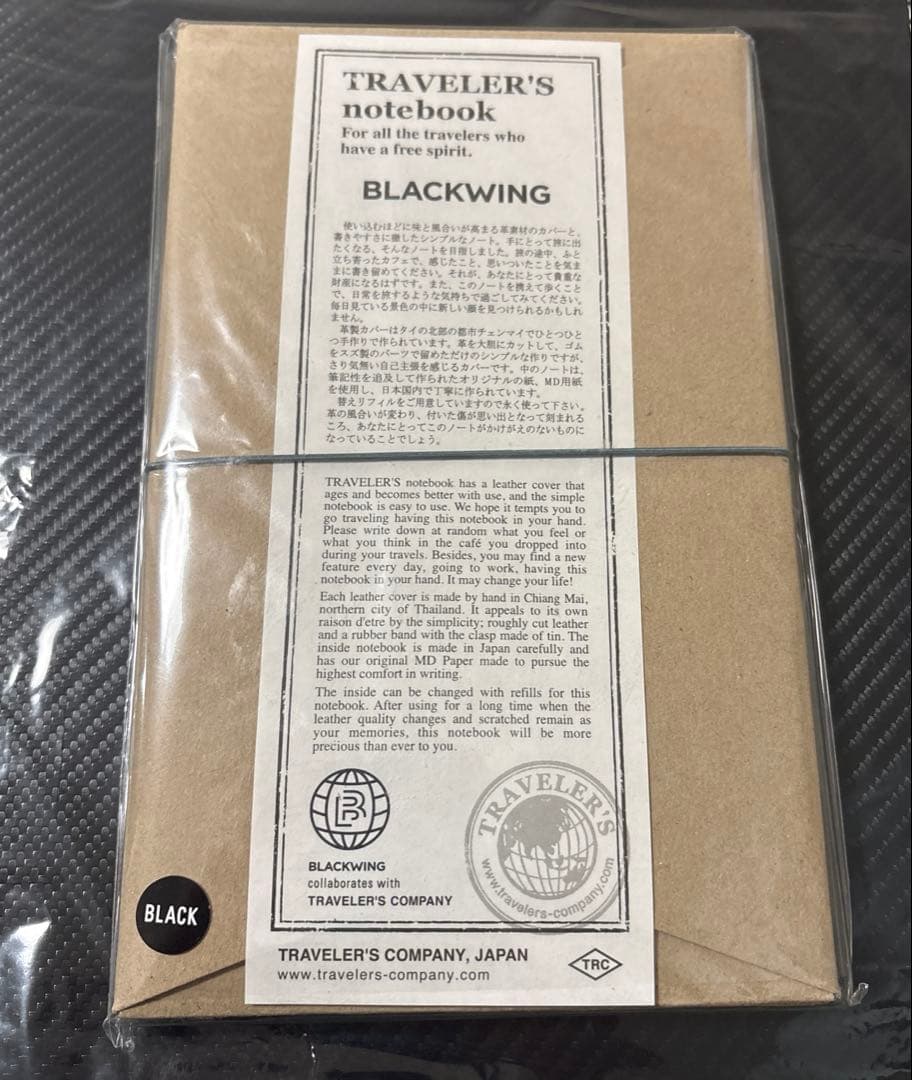 TRAVELER'S
notebook
For all the travelers who
have a free spirit.
BLACKWING
使い込むほどに味と風合いが高まる革素材のカバーと、
書きやすさに徹したシンプルなノート。手にとって旅に出
たくなる、そんなノートを目指しました。旅の途中、ふと
立ち寄ったカフェで、感じたこと、思いついたことを気ま
まに書き留めてください。それが、あなたにとって貴重な
財産になるはずです。また、このノートを携えて歩くこと
で、日常を旅するような気持ちで過ごしてみてください。
毎日見ている景色の中に新しい顔を見つけられるかもしれ
ません。
革製カバーはタイの北部の都市チェンマイでひとつひと
つ手作りで作られています。革を大胆にカットして、ゴム
をスズ製のパーツで留めただけのシンプルな作りですが、
さり気無い自己主張を感じるカバーです。中のノートは、
筆記性を追及して作られたオリジナルの紙、MD用紙
を使用し、日本国内で丁寧に作られています。
替えリフィルをご用意していますので永く使って下さい。
革の風合いが変わり、付いた傷が思い出となって刻まれる
ころ、あなたにとってこのノートがかけがえのないものに
なっていることでしょう。
TRAVELER'S notebook has a leather cover that
ages and becomes better with use, and the simple
notebook is easy to use. We hope it tempts you to
go traveling having this notebook in your hand.
Please write down at random what you feel or
what you think in the café you dropped into
during your travels. Besides, you may find a new
feature every day, going to work, having this
notebook in your hand. It may change your life!
Each leather cover is made by hand in Chiang Mai,
northern city of Thailand. It appeals to its own
raison d'etre by the simplicity; roughly cut leather
and a rubber band with the clasp made of tin. The
inside notebook is made in Japan carefully and
has our original MD Paper made to pursue the
highest comfort in writing.
The inside can be changed with refills for this
notebook. After using for a long time when the
leather quality changes and scratched remain as
your memories, this notebook will be more
precious than ever to you.
B
BLACKWING
collaborates with
TRAVELER'S COMPANY
TRAVELER'S
www.travelers-company.com
BLACK
TRAVELER'S COMPANY, JAPAN
www.travelers-company.com
TRC